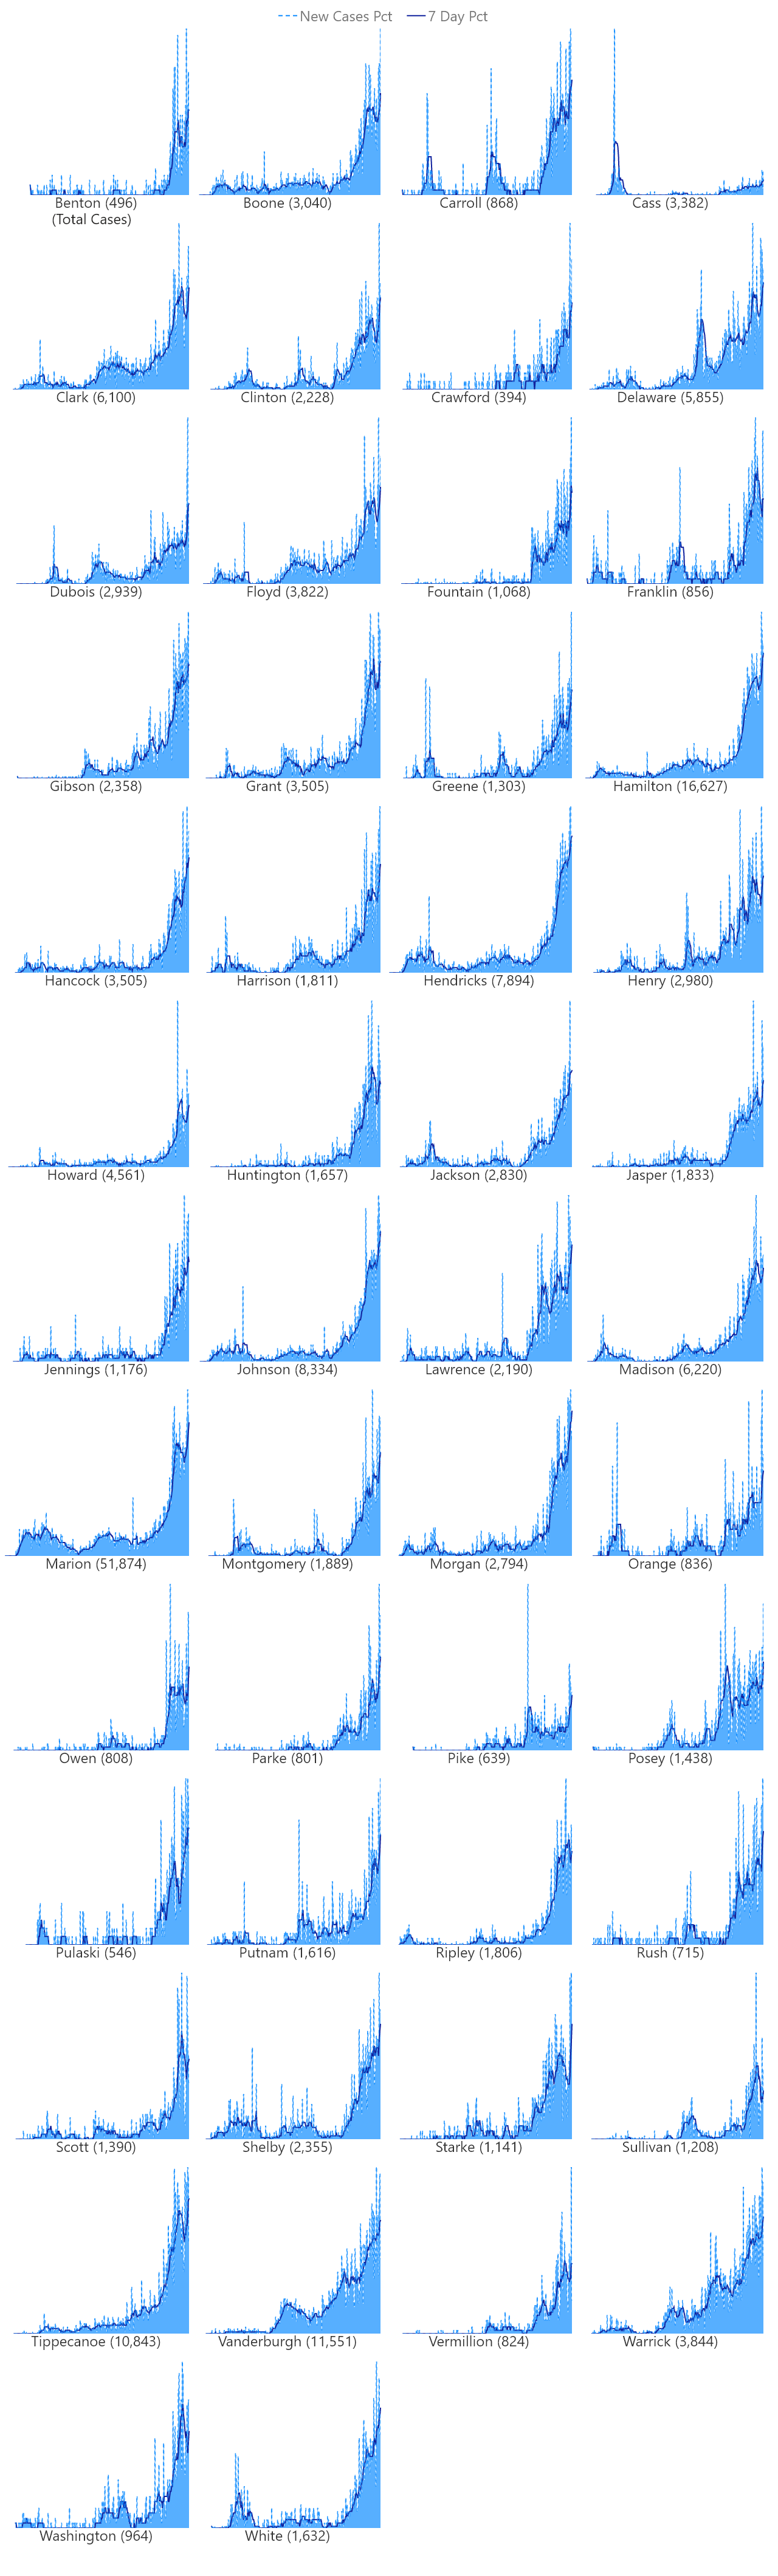 New Cases Pct 7 Day Pct
Benton (496) Boone (3,040) Carroll (868) Cass (3,382)
(Total Cases)
Clark (6,100) Clinton (2,228) Crawford (394) Delaware (5,855)
Dubois (2,939) Floyd (3,822) Fountain (1,068) Franklin (856)
Gibson (2,358) Grant (3,505) Greene (1,303) Hamilton (16,627)
Hancock (3,505) Harrison (1,811) Hendricks (7,894) Henry (2,980)
Howard (4,561) Huntington (1,657) Jackson (2,830) Jasper (1,833)
Jennings (1,176) Johnson (8,334) Lawrence (2,190) Madison (6,220)
Marion (51,874) Montgomery (1,889) Morgan (2,794) Orange (836)
Owen (808) Parke (801) Pike (639) Posey (1,438)
Pulaski (546) Putnam (1,616) Ripley (1,806) Rush (715)
Scott (1,390) Shelby (2,355) Starke (1,141) Sullivan (1,208)
Tippecanoe (10,843) Vanderburgh (11,551) Vermillion (824) Warrick (3,844)
Washington (964) White (1,632)